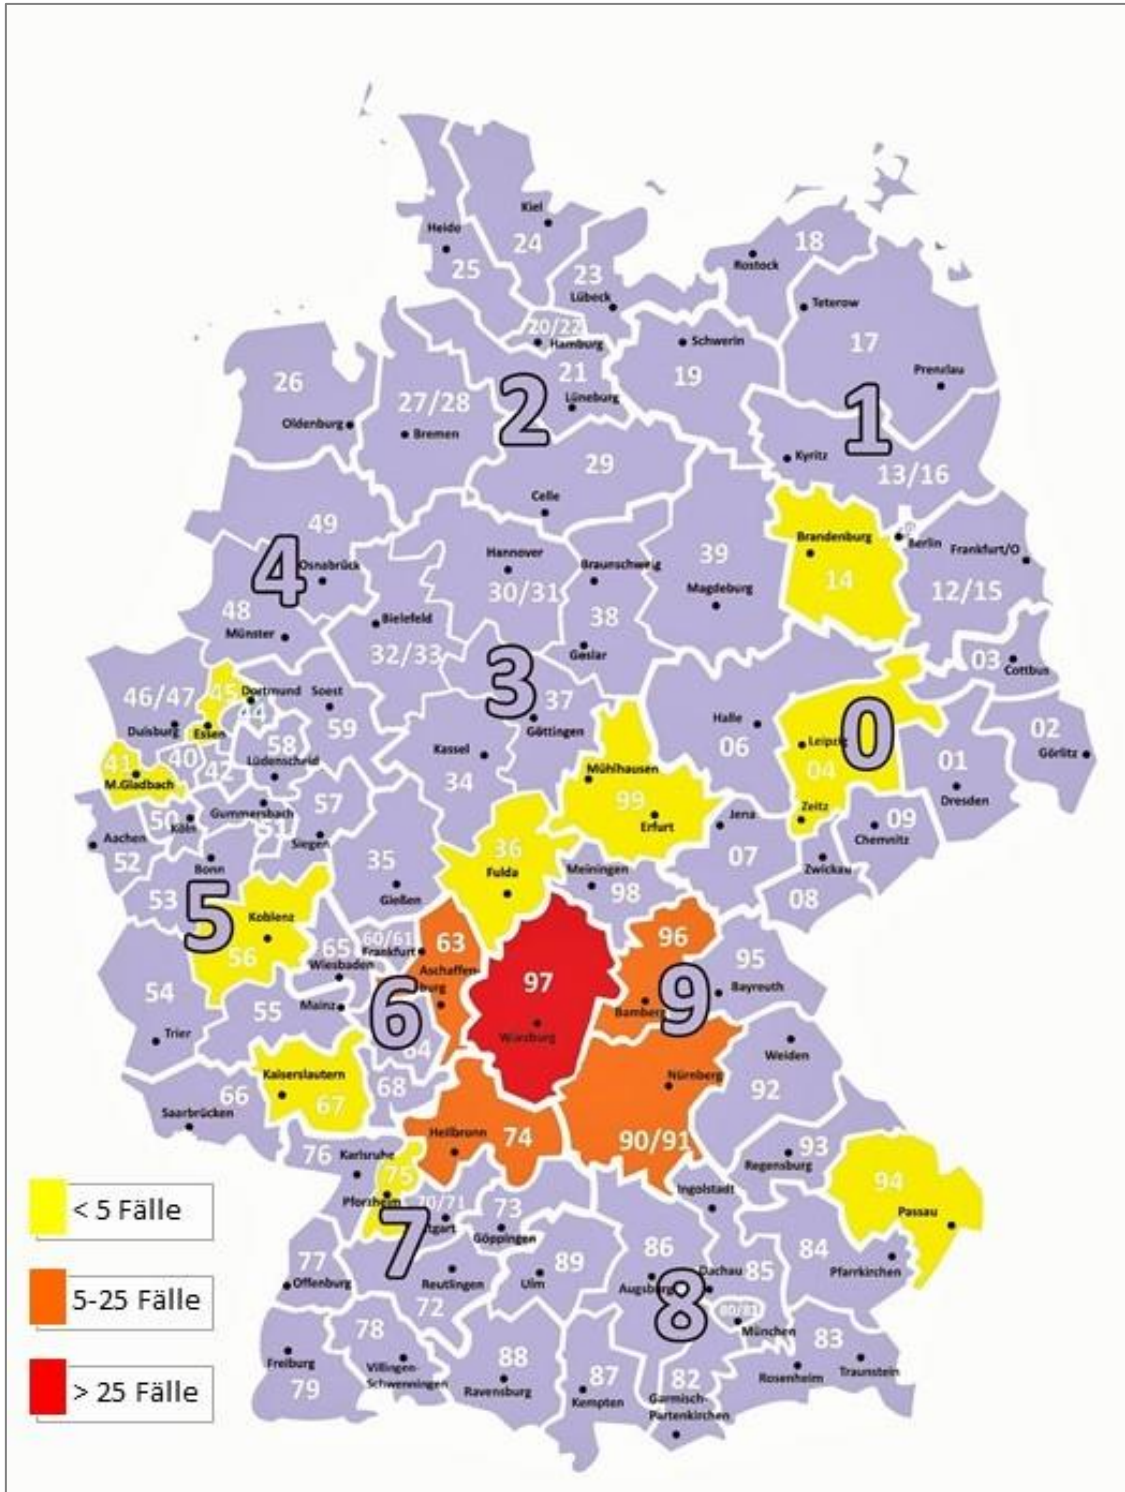 Kiel
Heide
24
25
18
Rostock
23
Lübeck
Teterow
20/22
Hamburg
Schwerin
17
26
21
19
Prenzlau
27/28
2
Lüneburg
1
Oldenburg
Bremen
Kyritz
29
13/16
Celle
49
Hannover
39
Brandenburg
Berlin
Frankfurt/O
4
Osnabrück
Braunschweig
30/31
14
12/15
48
Magdeburg
Bielefeld
38
Münster
32/33
Goslar
03
Cottbus
3
46/47
45
Dortmund
Soest
37
44
Duisburg
Essen
59
Göttingen
Halle
0
02
58
Kassel
06
Leipzig
Görlitz
41
40
42
Lüdenscheid
34
Mühlhausen
04
01
M.Gladbach
57
99
Zeitz
Dresden
50
Köln
Gummersbach
Erfurt
Jena
09
Aachen
51
Siegen
36
Chemnitz
52
Bonn
35
Fulda
Meiningen
07
Zwickau
53
5
Gießen
98
08
Koblenz
60/61
63
96
56
65
Frankfurt
95
Wiesbaden
Aschaffen-
burg
97
9
Bayreuth
54
55
Mainz
6
Bamberg
Trier
Würzburg
64
Weiden
Kaiserslautern
68
Nürnberg
66
67
92
Saarbrücken
Heilbronn
74
90/91
76
Karlsruhe
93
Regensburg
75
94
Pforzheim
70/71
73
Ingolstadt
< 5 Fälle
7
tgart
Göppingen
Passau
86
84
77
89
Dachau
85
Pfarrkirchen
5-25 Fälle
Offenburg
Reutlingen
Ulm
Augsburg
8
72
80/81
78
München
83
Freiburg
Villingen-
Schwenningen
88
87
82
Rosenheim
Traunstein
> 25 Fälle
79
Ravensburg
Kempten
Garmisch-
Partenkirchen